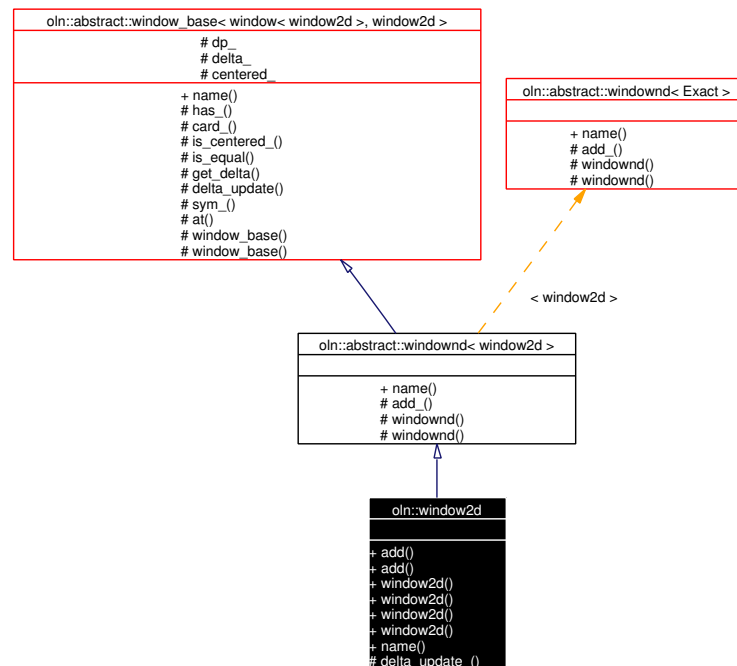 oln::abstract::window_base< window< window2d >, window2d >
# dp_
# delta_
# centered_
+ name()
# has_()
# card_()
# is_centered_()
# is_equal()
# get_delta()
# delta_update()
# sym_()
# at()
# window_base()
# window_base()
oln::abstract::windownd< Exact >
+ name()
# add_()
# windownd()
# windownd()
< window2d >
oln::abstract::windownd< window2d >
+ name()
# add_()
# windownd()
# windownd()
oln::window2d
+ add()
+ add()
+ window2d()
+ window2d()
+ window2d()
+ window2d()
+ name()
# delta_update_()